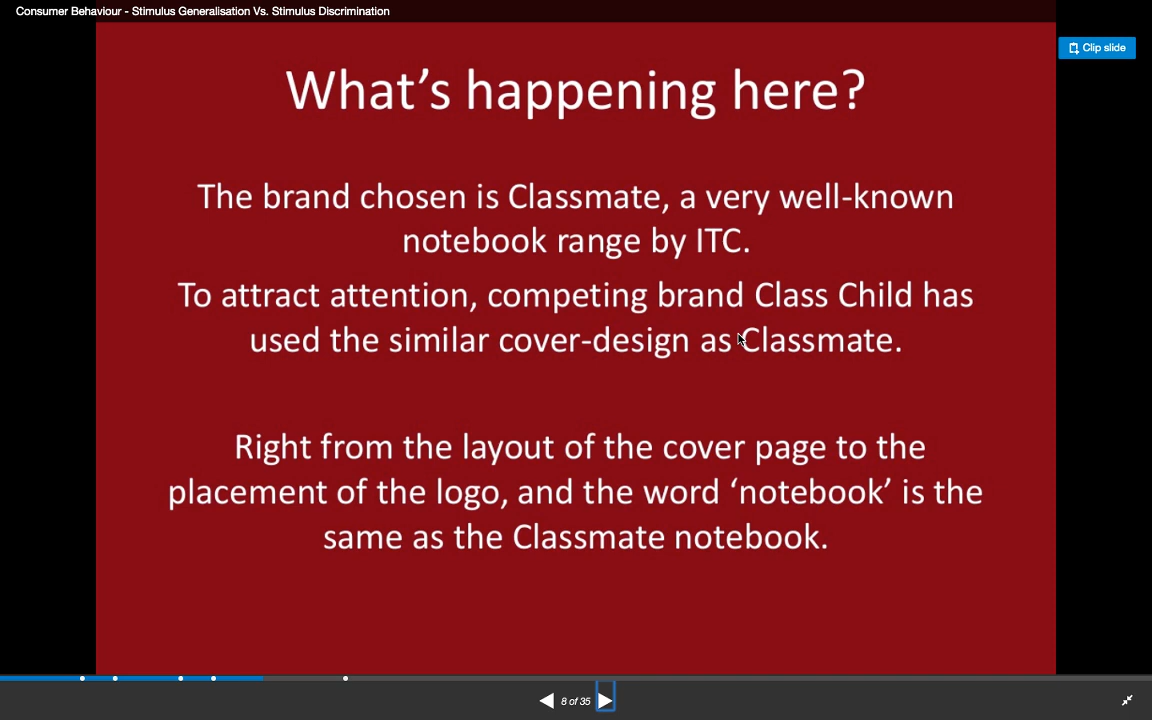 Consumer Behaviour - Stimulus Generalisation Vs. Stimulus Discrimination
Clip slide
What's happening here?
The brand chosen is Classmate, a very well-known
notebook range by ITC.
To attract attention, competing brand Class Child has
used the similar cover-design as Classmate.
Right from the layout of the cover page to the
placement of the logo, and the word ‘notebook’ is the
same as the Classmate notebook.
8 of 35